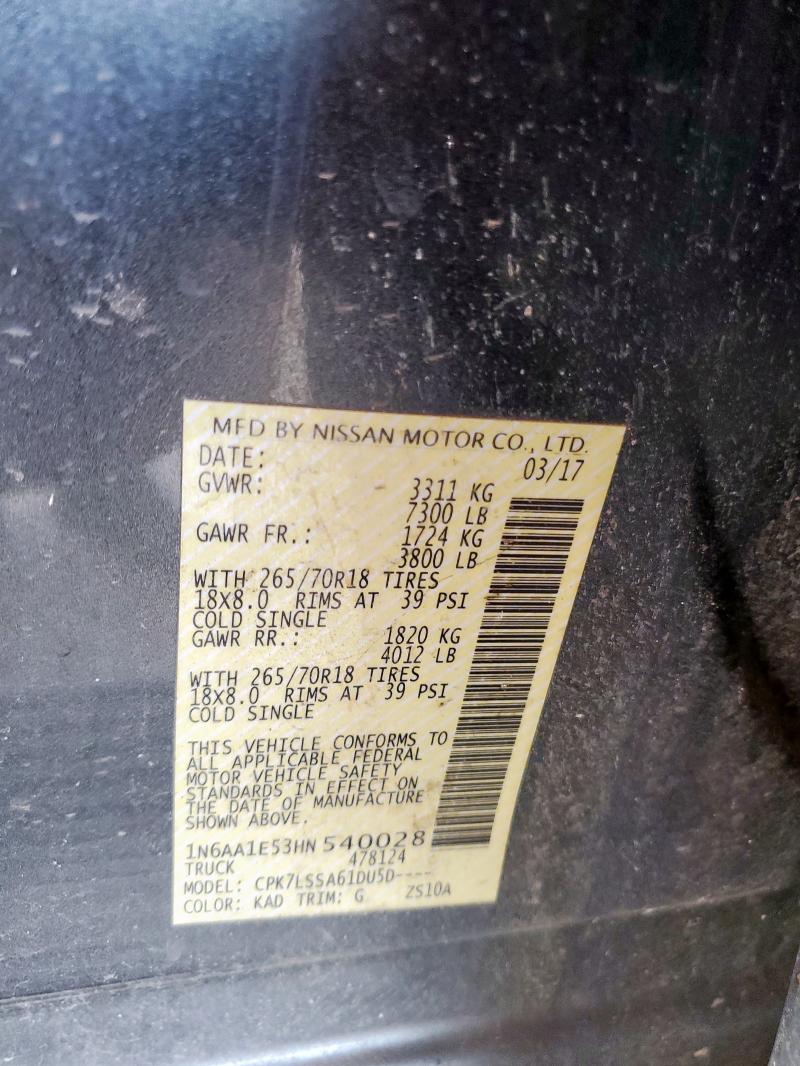 MFD BY NISSAN MOTOR CO., LTD.
DATE: 03/17
GVWR: 3311 KG
7300 LB
GAWR FR.: 1724 KG
3800 LB
WITH 265/70R18 TIRES
18X8.0 RIMS AT 39 PSI
COLD SINGLE
GAWR RR.: 1820 KG
4012 LB
WITH 265/70R18 TIRES
18X8.0 RIMS AT 39 PSI
COLD SINGLE
THIS VEHICLE CONFORMS TO
ALL APPLICABLE FEDERAL
MOTOR VEHICLE SAFETY
STANDARDS IN EFFECT ON
THE DATE OF MANUFACTURE
SHOWN ABOVE.
1N6AA1E53HN540028
TRUCK 478124
MODEL: CPK7LSSA61DU5D----
COLOR: KAD TRIM: G ZS10A